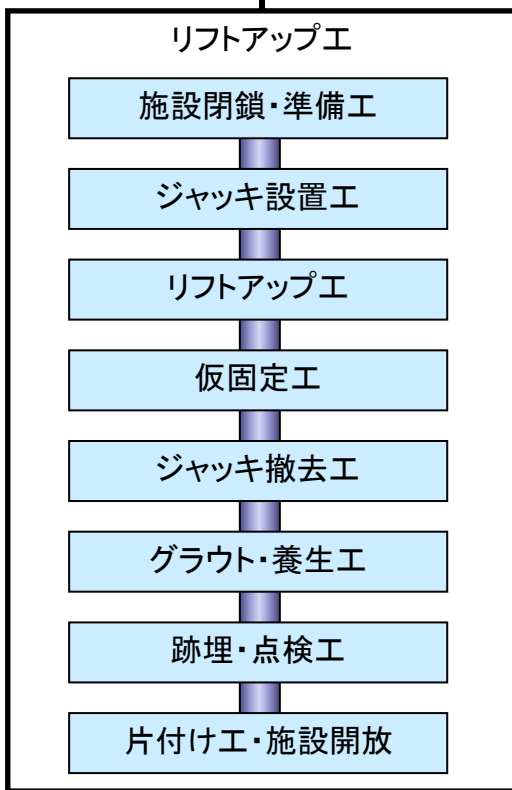 リフトアップ工
施設閉鎖・準備工
ジャッキ設置工
リフトアップ工
仮固定工
ジャッキ撤去工
グラウト・養生工
跡埋・点検工
片付け工・施設開放